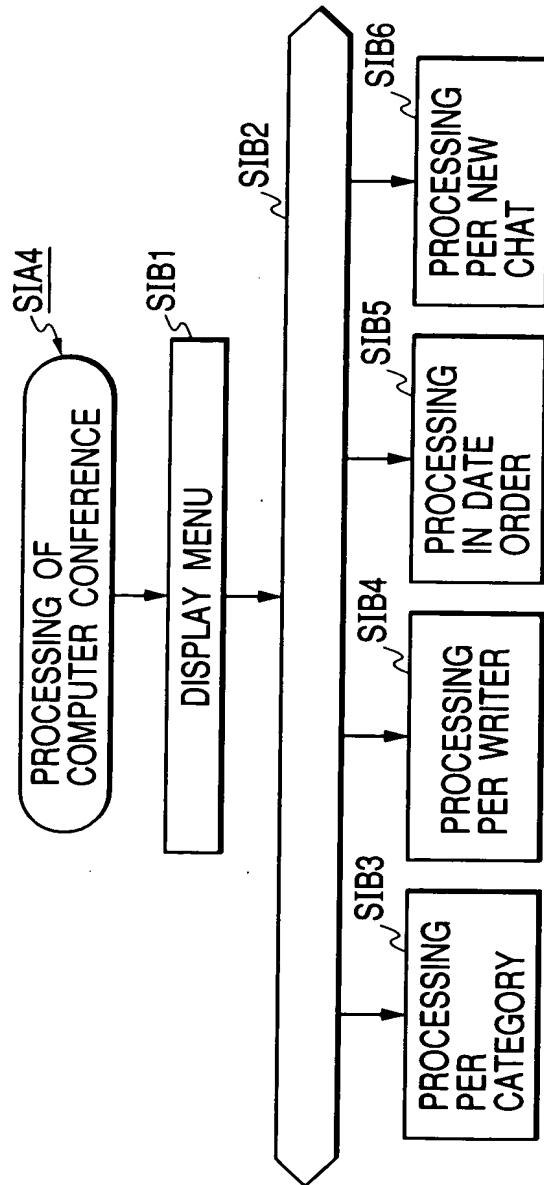 PROCESSING OF
COMPUTER CONFERENCE
SIA4
DISPLAY MENU
SIB1
SIB2
PROCESSING
PER
CATEGORY
SIB3
PROCESSING
PER WRITER
SIB4
PROCESSING
IN DATE
ORDER
SIB5
PROCESSING
PER NEW
CHAT
SIB6